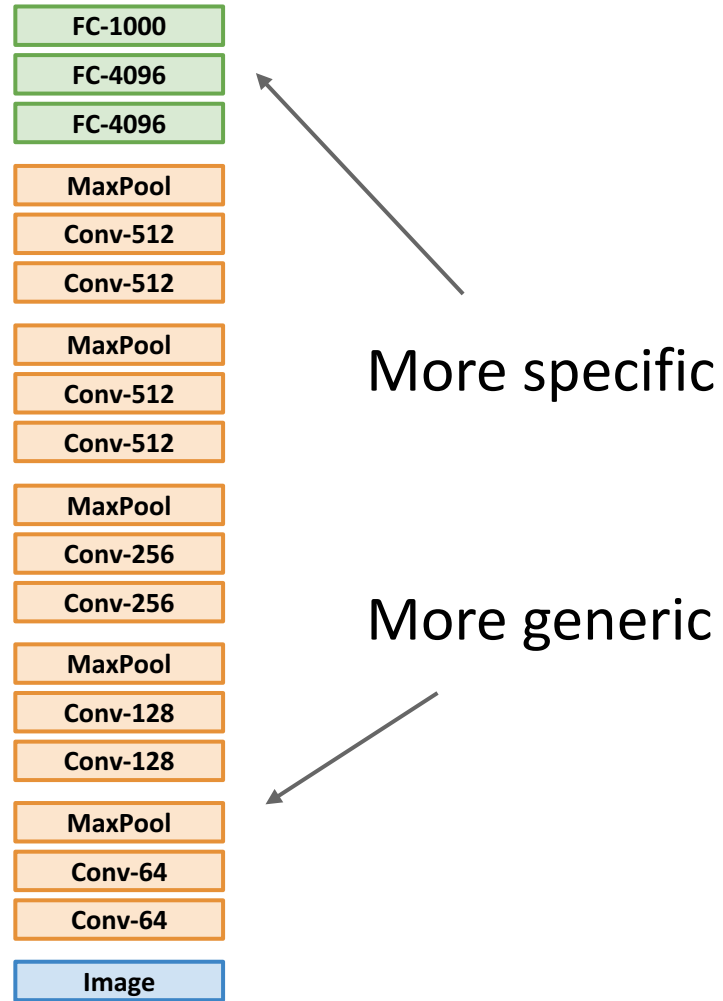 FC-1000
FC-4096
FC-4096
MaxPool
Conv-512
Conv-512
MaxPool
Conv-512
Conv-512
MaxPool
Conv-256
Conv-256
MaxPool
Conv-128
Conv-128
MaxPool
Conv-64
Conv-64
Image
More specific
More generic